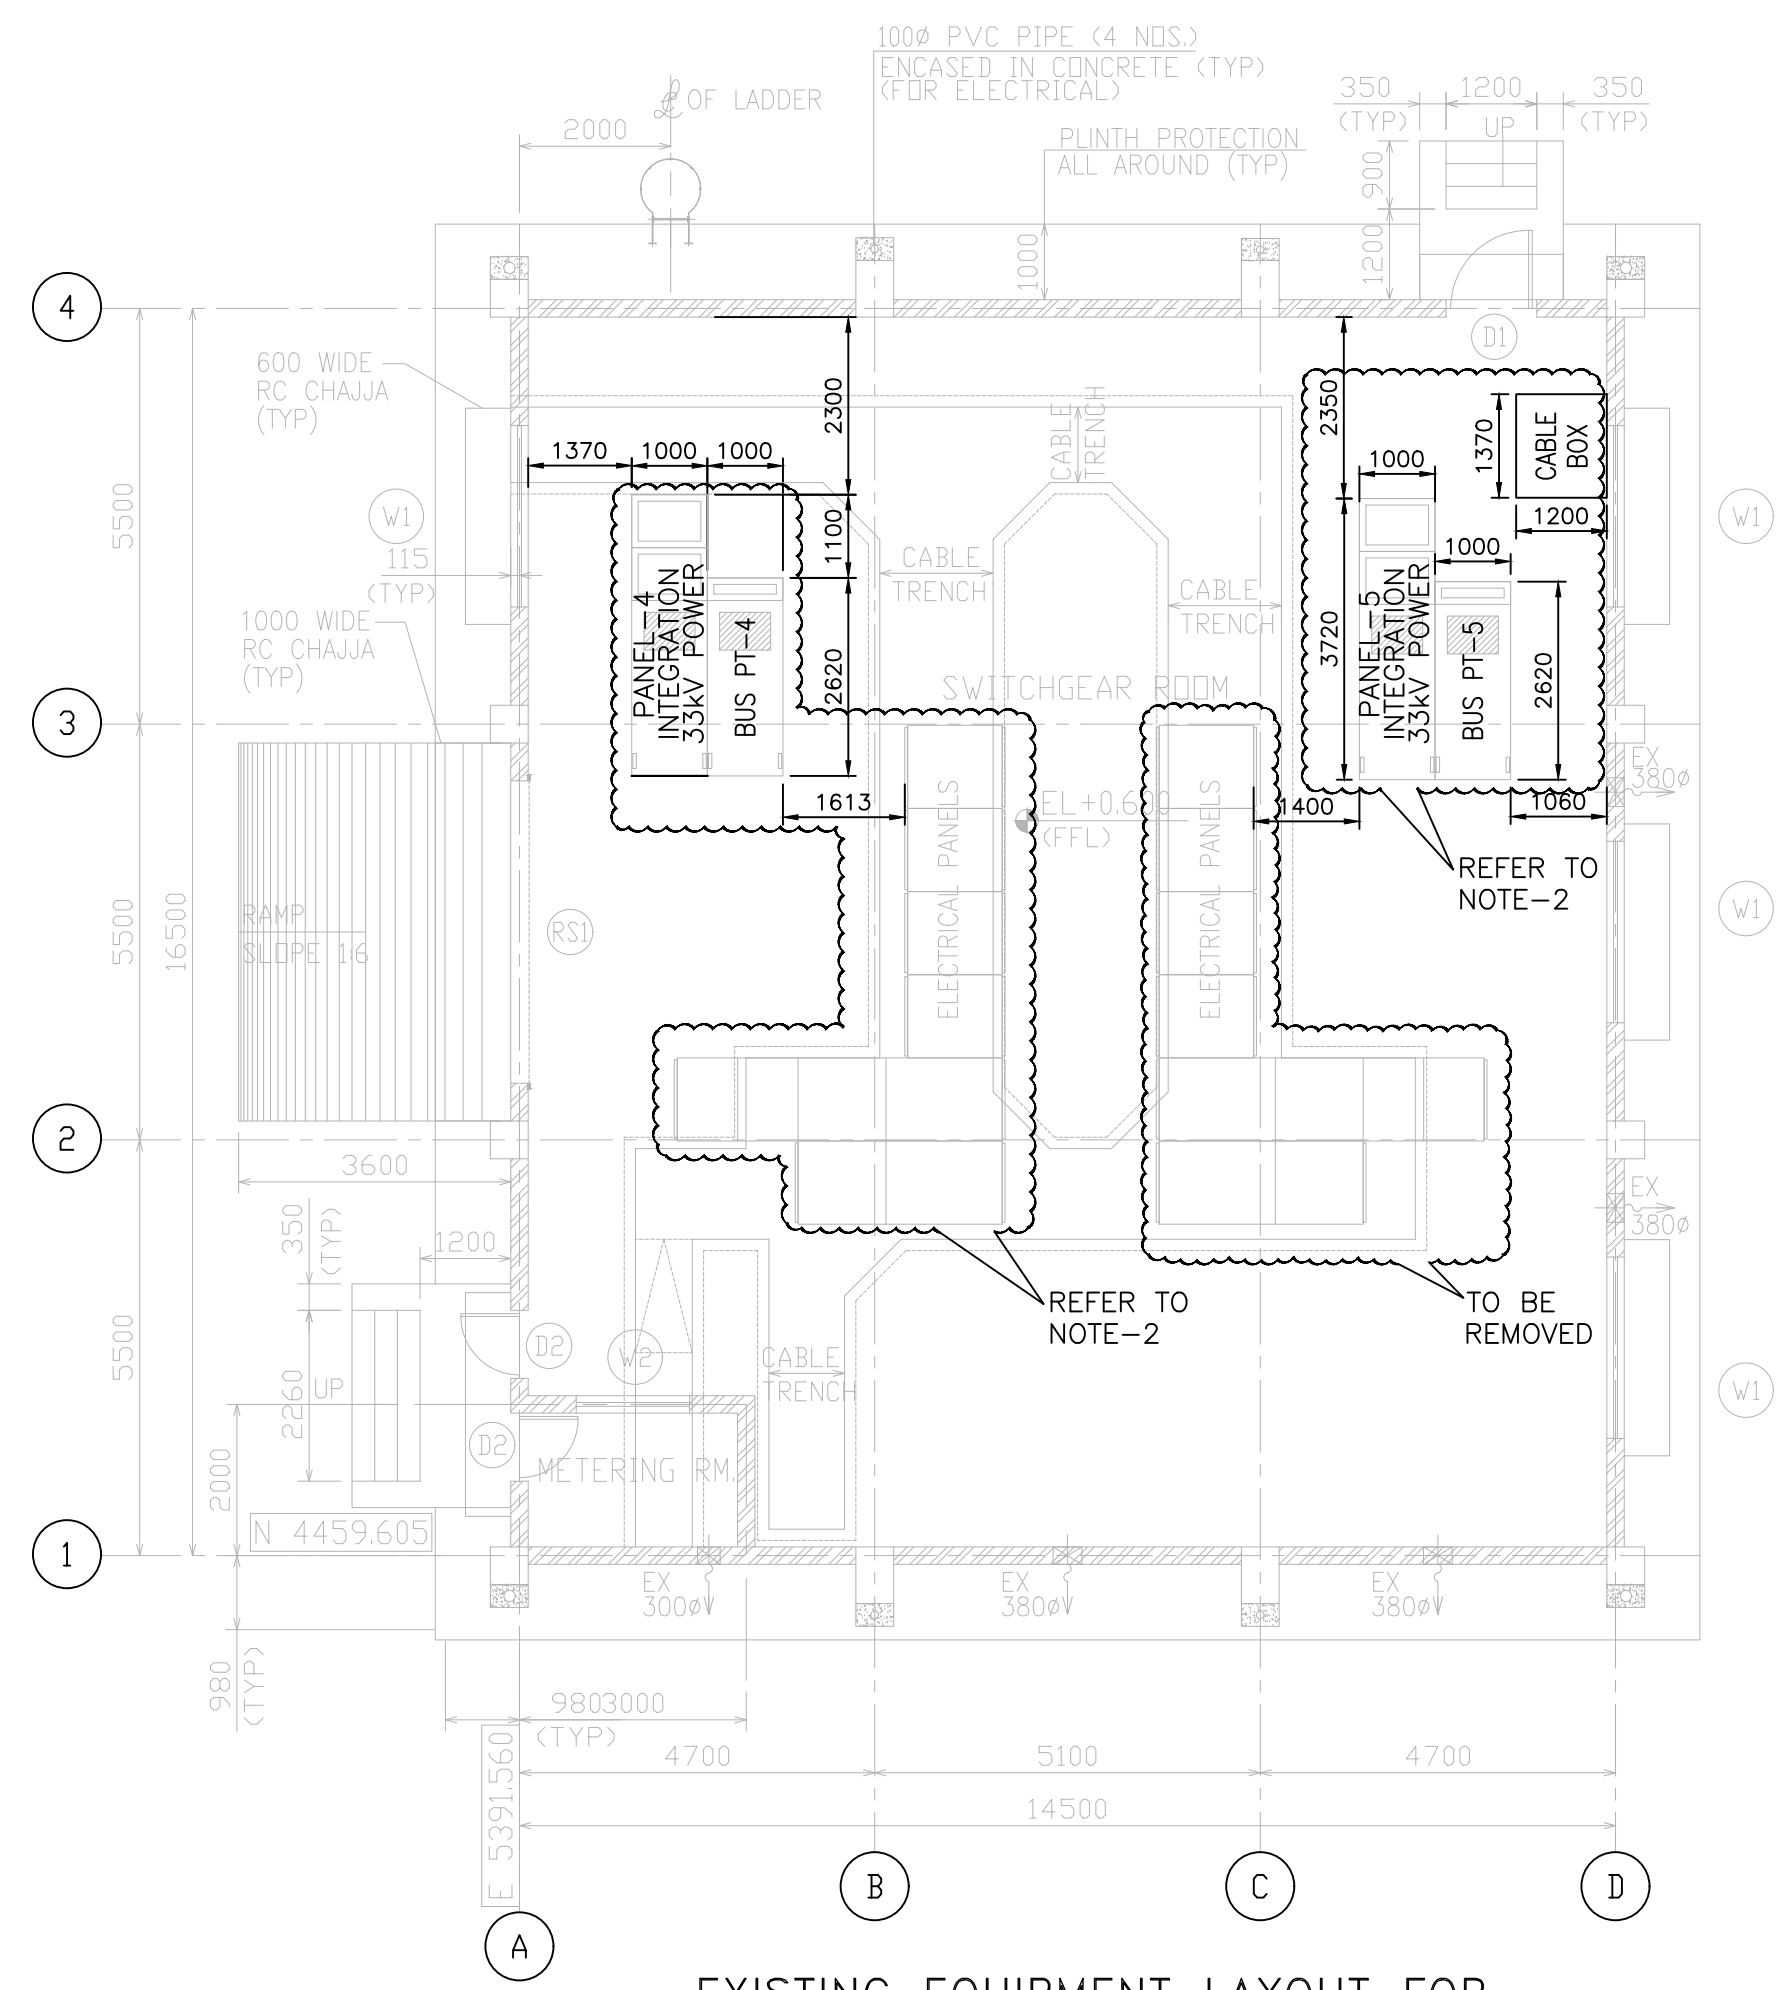 100ø PVC PIPE (4 NOS.)
ENCASED IN CONCRETE (TYP)
(FOR ELECTRICAL)
℄ OF LADDER
2000
PLINTH PROTECTION
ALL AROUND (TYP)
350
(TYP)
1200
350
(TYP)
UP
900
1200
1000
4
D1
600 WIDE
RC CHAJJA
(TYP)
2300
2350
CABLE
TRENCH
1370
CABLE
BOX
1370
1000
1000
1000
5500
W1
W1
1100
1200
115
(TYP)
CABLE
TRENCH
CABLE
TRENCH
1000
1000 WIDE
RC CHAJJA
(TYP)
PANEL-4
INTEGRATION
33kV POWER
BUS PT-4
2620
3720
PANEL-5
INTEGRATION
33kV POWER
BUS PT-5
2620
SWITCHGEAR ROOM
3
EX
380ø
1613
EL+0.600
(FFL)
1400
1060
ELECTRICAL PANELS
ELECTRICAL PANELS
REFER TO
NOTE-2
5500
16500
RAMP
SLOPE 1:6
RS1
W1
2
3600
EX
380ø
350
(TYP)
1200
REFER TO
NOTE-2
TO BE
REMOVED
5500
D2
W2
CABLE
TRENCH
W1
2260
UP
2000
D2
METERING RM.
N 4459.605
1
EX
300ø
EX
380ø
EX
380ø
980
(TYP)
980
3000
(TYP)
E 5391.560
4700
5100
4700
14500
B
C
D
A
EXISTING EQUIPMENT LAYOUT FOR